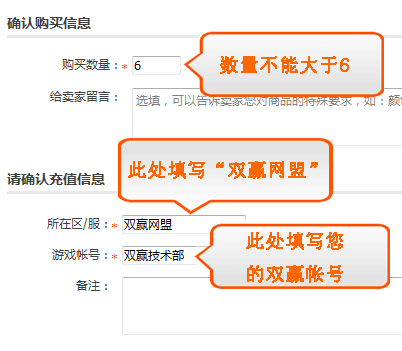 确认购买信息
购买数量：* 6
数量不能大于6
给卖家留言：
选填，可以告诉卖家您对商品的特殊要求，如：颜
此处填写“双赢网盟”
请确认充值信息
所在区/服：* 双赢网盟
游戏帐号：* 双赢技术部
此处填写您
的双赢帐号
备注：